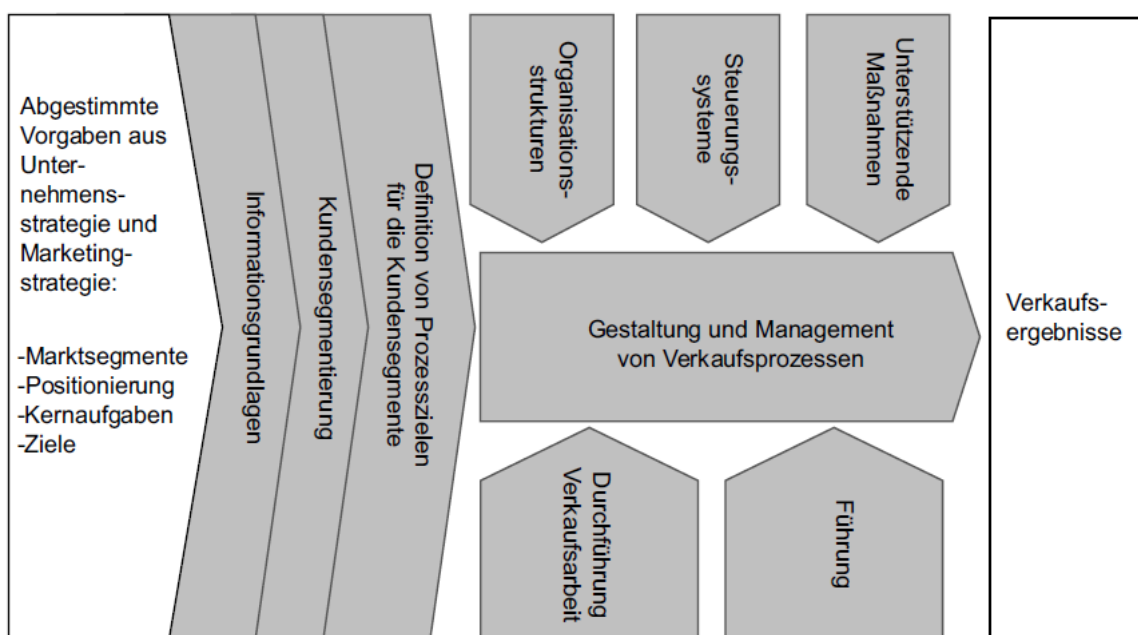 Abgestimmte
Vorgaben aus
Unter-
nehmens-
strategie und
Marketing-
strategie:
-Marktsegmente
-Positionierung
-Kernaufgaben
-Ziele
Informationsgrundlagen
Kundensegmentierung
Definition von Prozesszielen
für die Kundensegmente
Organisations-
strukturen
Steuerungs-
systeme
Unterstützende
Maßnahmen
Gestaltung und Management
von Verkaufsprozessen
Durchführung
Verkaufsarbeit
Führung
Verkaufs-
ergebnisse